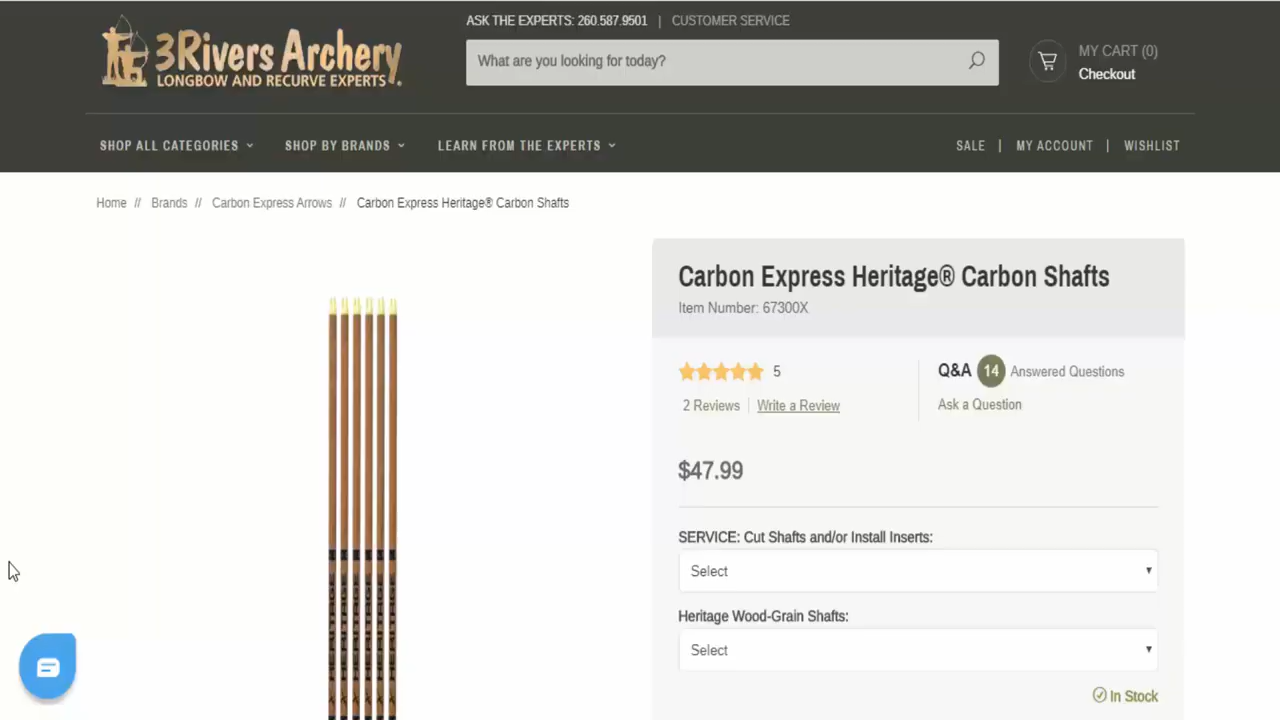 ASK THE EXPERTS: 260.587.9501 | CUSTOMER SERVICE
3Rivers Archery
LONGBOW AND RECURVE EXPERTS.®
What are you looking for today?
MY CART (0)
Checkout
SHOP ALL CATEGORIES SHOP BY BRANDS LEARN FROM THE EXPERTS SALE | MY ACCOUNT | WISHLIST
Home // Brands // Carbon Express Arrows // Carbon Express Heritage® Carbon Shafts
Carbon Express Heritage® Carbon Shafts
Item Number: 67300X
5
2 Reviews | Write a Review
Q&A 14 Answered Questions
Ask a Question
$47.99
SERVICE: Cut Shafts and/or Install Inserts:
Select
Heritage Wood-Grain Shafts:
Select
In Stock